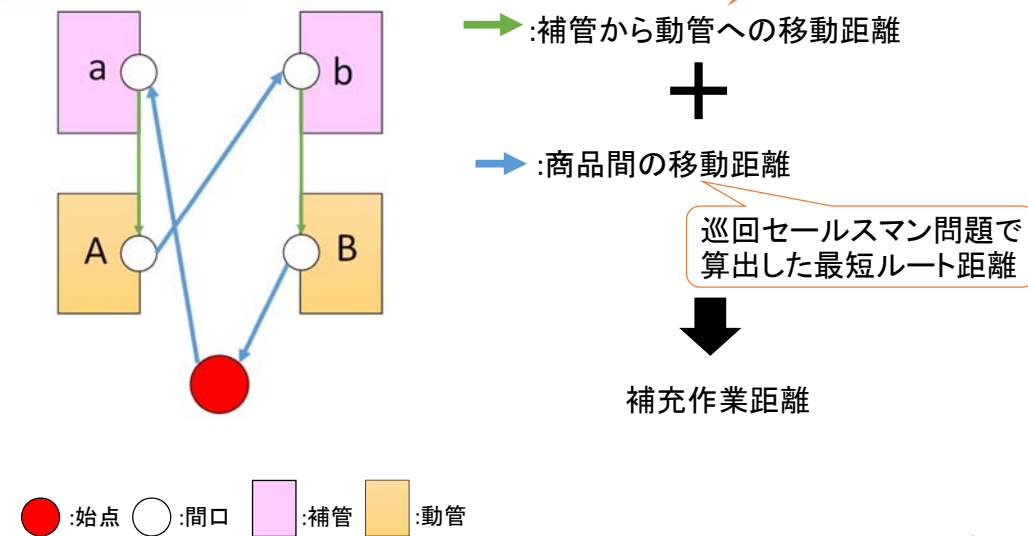 :補管から動管への移動距離
a
b
:商品間の移動距離
巡回セールスマン問題で
算出した最短ルート距離
A
B
補充作業距離
:始点
:間口
:補管
:動管